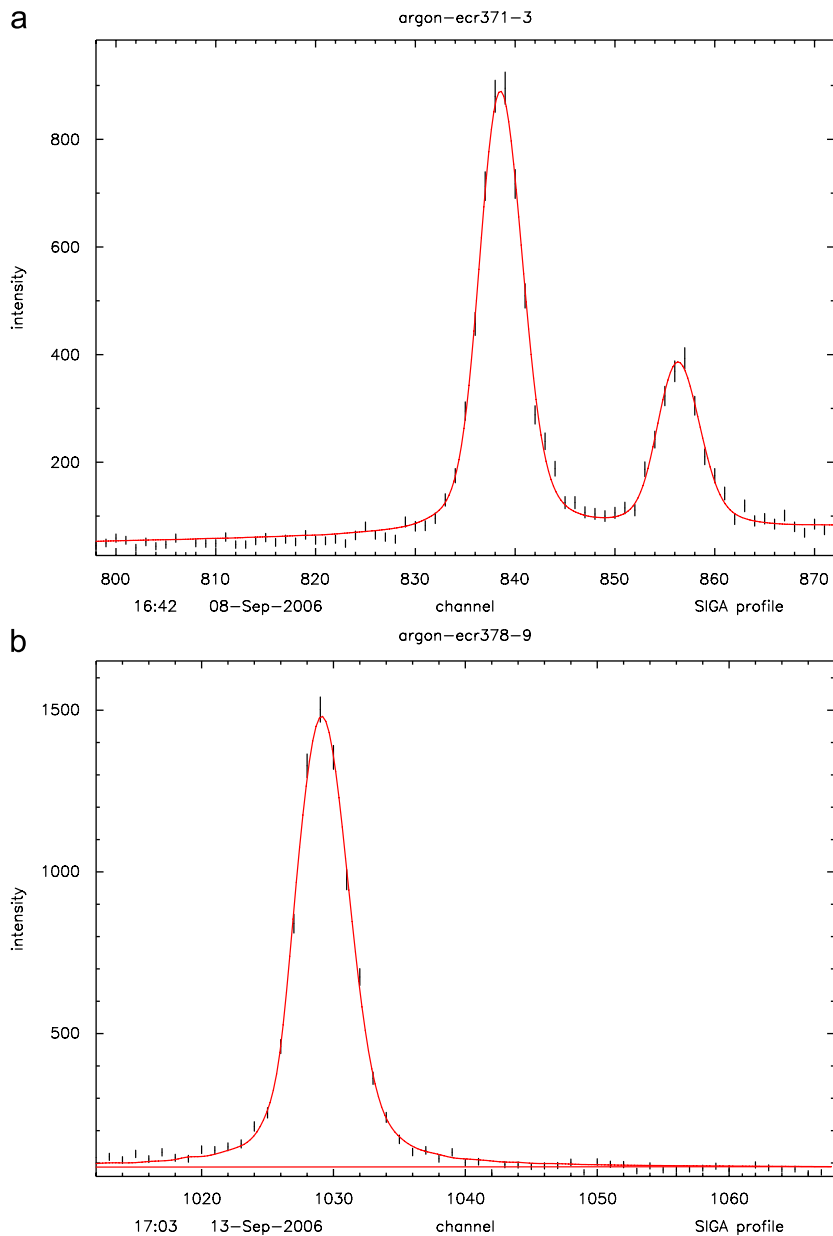 a
argon-ecr371-3
800
600
400
200
intensity
800 810 820 830 840 850 860 870
16:42 08-Sep-2006 channel SIGA profile
b
argon-ecr378-9
1500
1000
500
intensity
1020 1030 1040 1050 1060
17:03 13-Sep-2006 channel SIGA profile